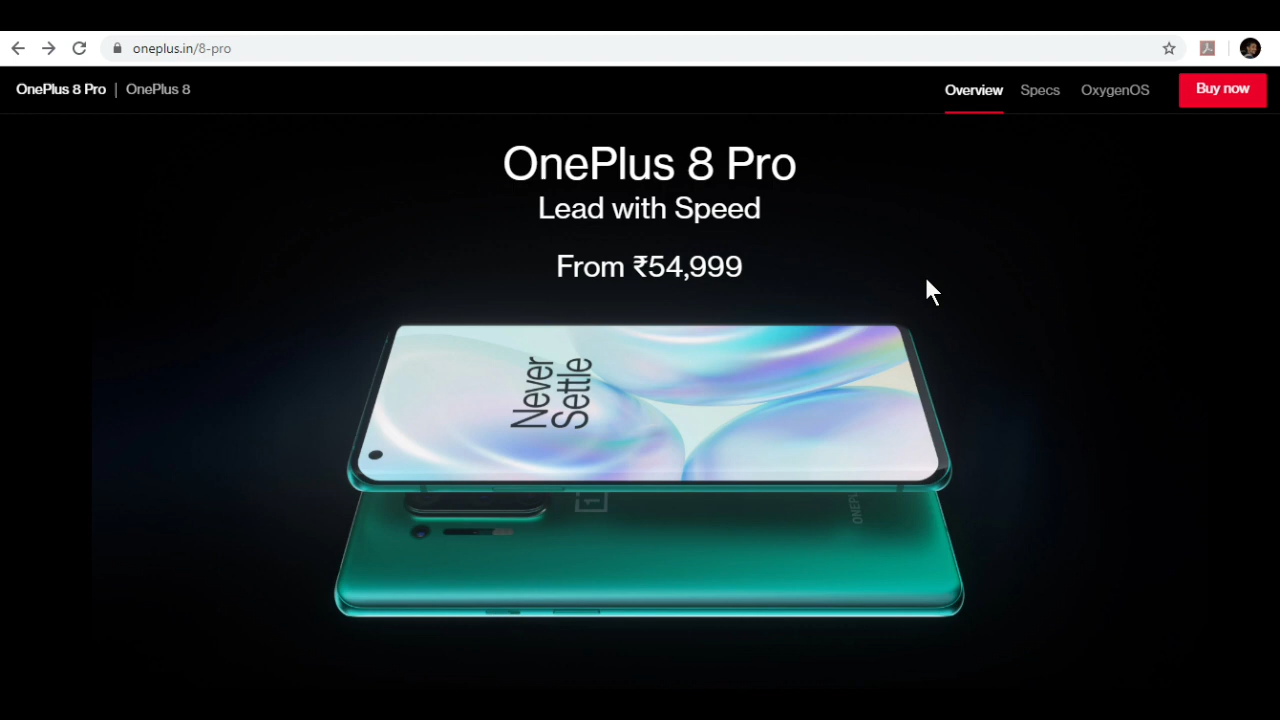 oneplus.in/8-pro
OnePlus 8 Pro | OnePlus 8
Overview Specs OxygenOS Buy now
OnePlus 8 Pro
Lead with Speed
From ₹54,999
Never
Settle